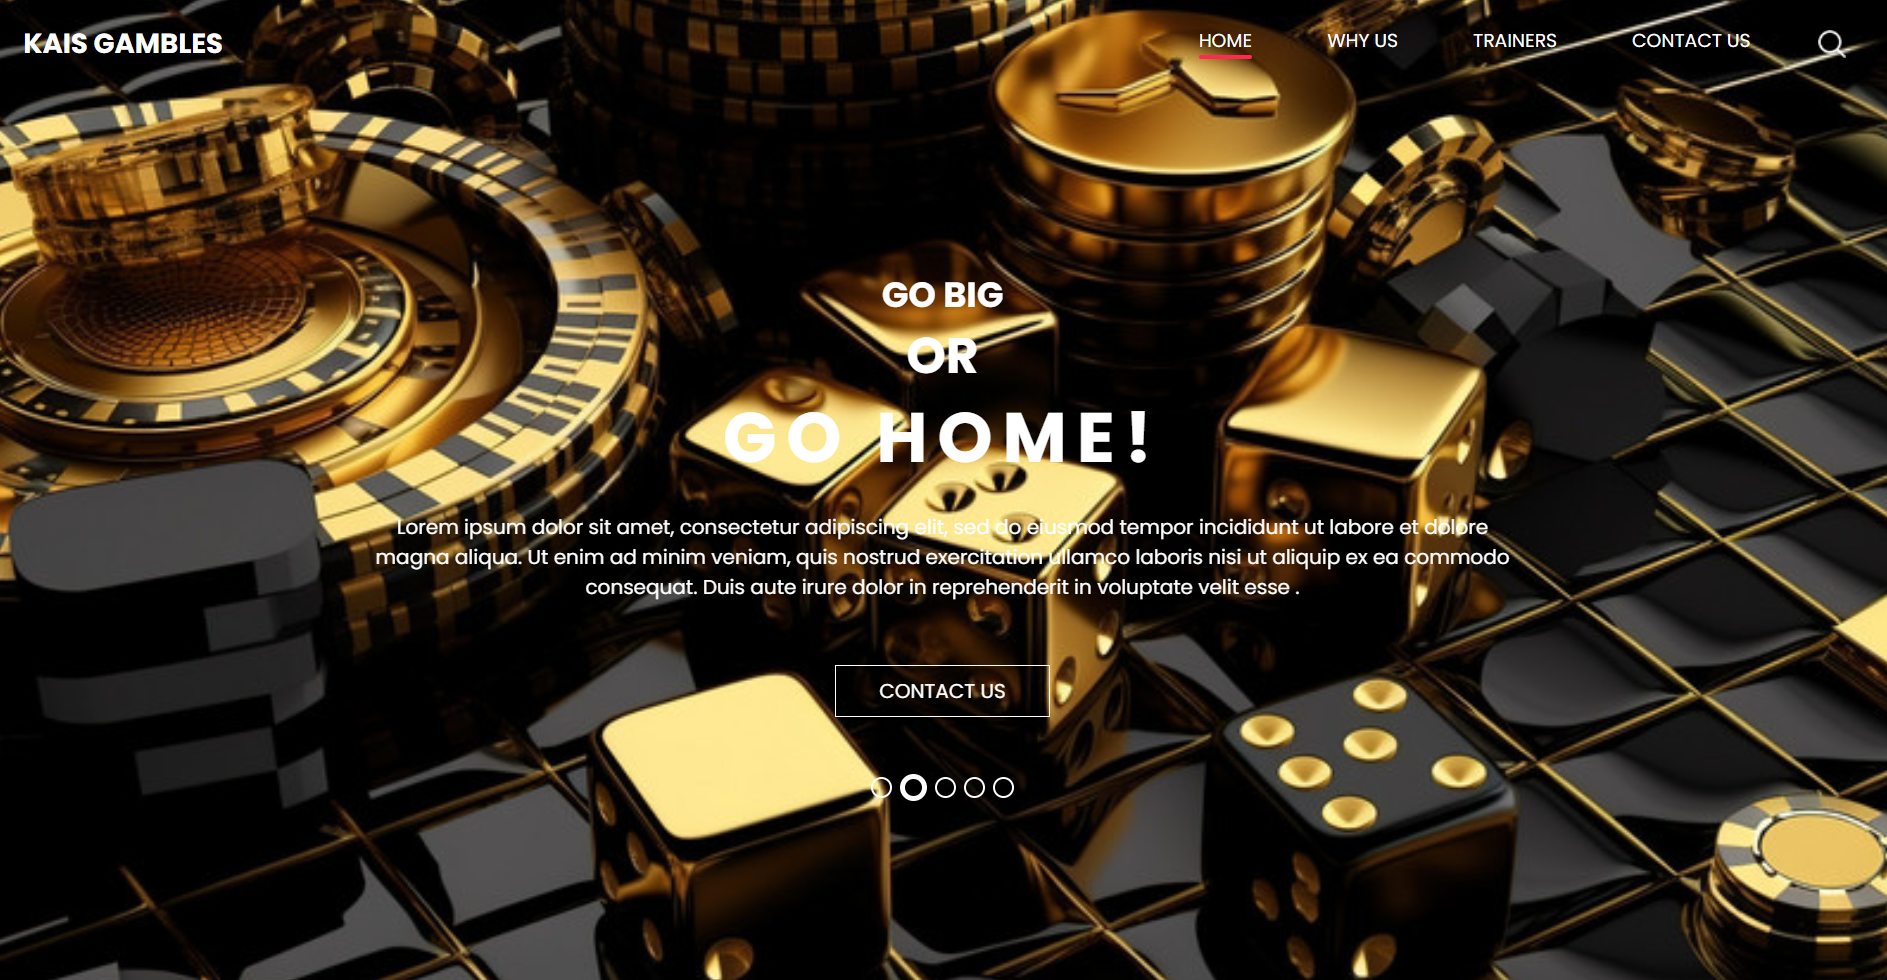 KAIS GAMBLES
HOME
WHY US
TRAINERS
CONTACT US
GO BIG
OR
GO HOME!
Lorem ipsum dolor sit amet, consectetur adipiscing elit, sed do eiusmod tempor incididunt ut labore et dolore
magna aliqua. Ut enim ad minim veniam, quis nostrud exercitation ullamco laboris nisi ut aliquip ex ea commodo
consequat. Duis aute irure dolor in reprehenderit in voluptate velit esse .
CONTACT US